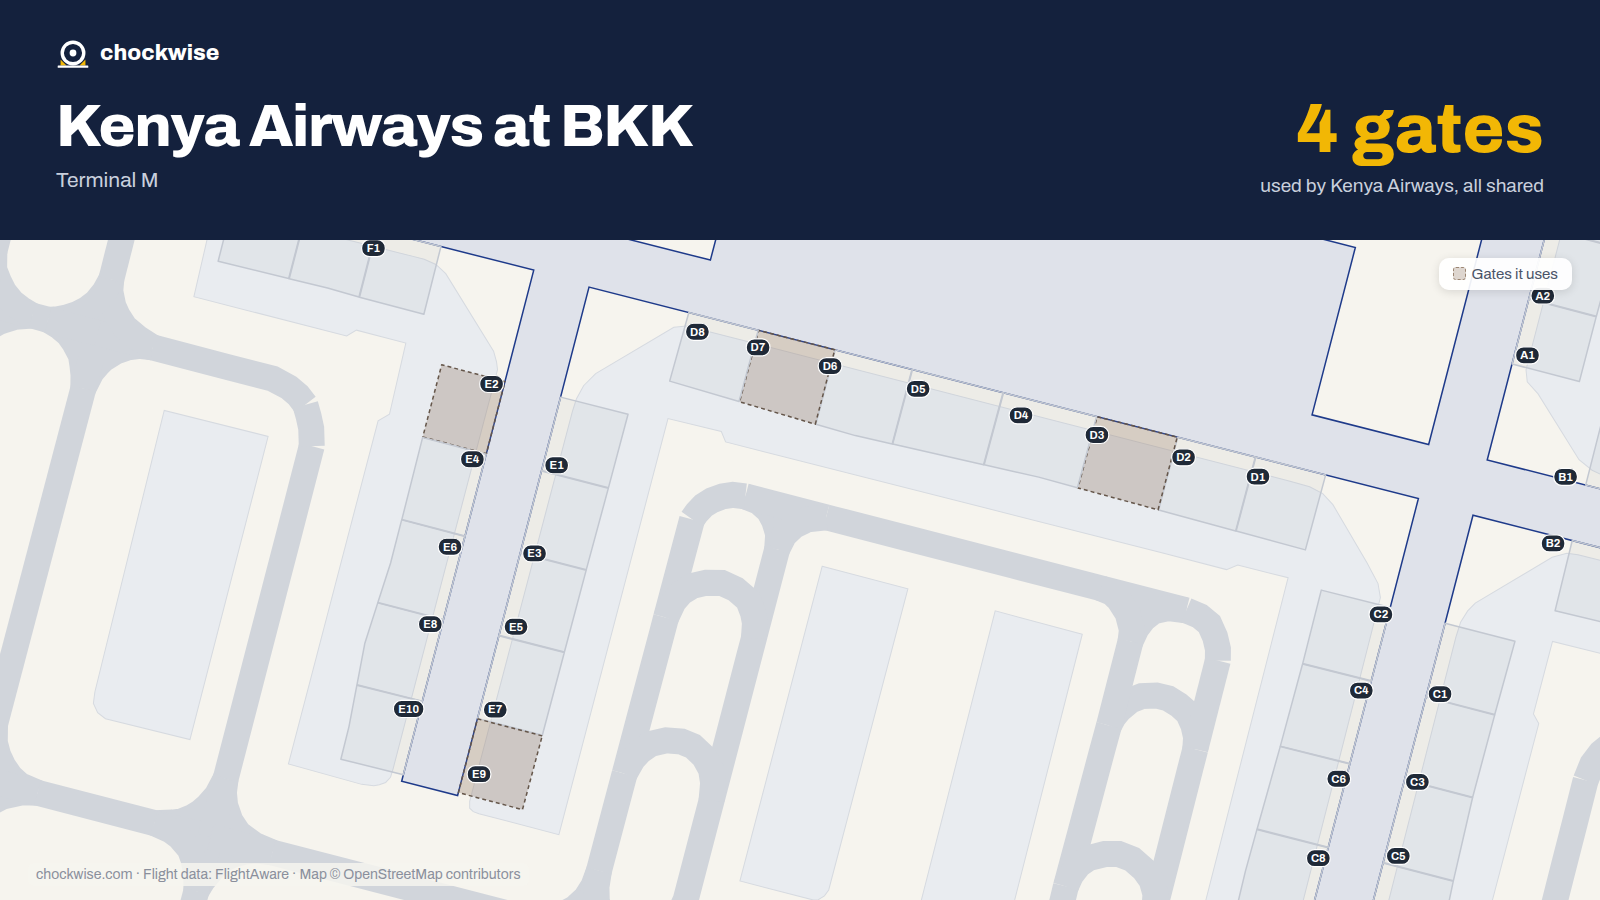 chockwise
Kenya Airways at BKK
Terminal M
4 gates
used by Kenya Airways, all shared
Gates it uses
F1
A2
D8
D7
D6
A1
E2
D5
D4
D3
E4
E1
D2
D1
B1
E6
E3
B2
E8
E5
C2
E10
E7
C4
C1
E9
C6
C3
C8
C5
chockwise.com · Flight data: FlightAware · Map © OpenStreetMap contributors